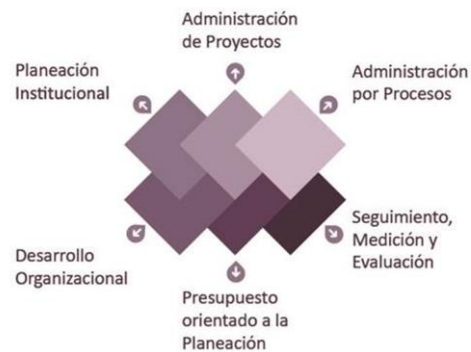 Administración
de Proyectos
Planeación
Institucional
Administración
por Procesos
Desarrollo
Organizacional
Seguimiento,
Medición y
Evaluación
Presupuesto
orientado a la
Planeación